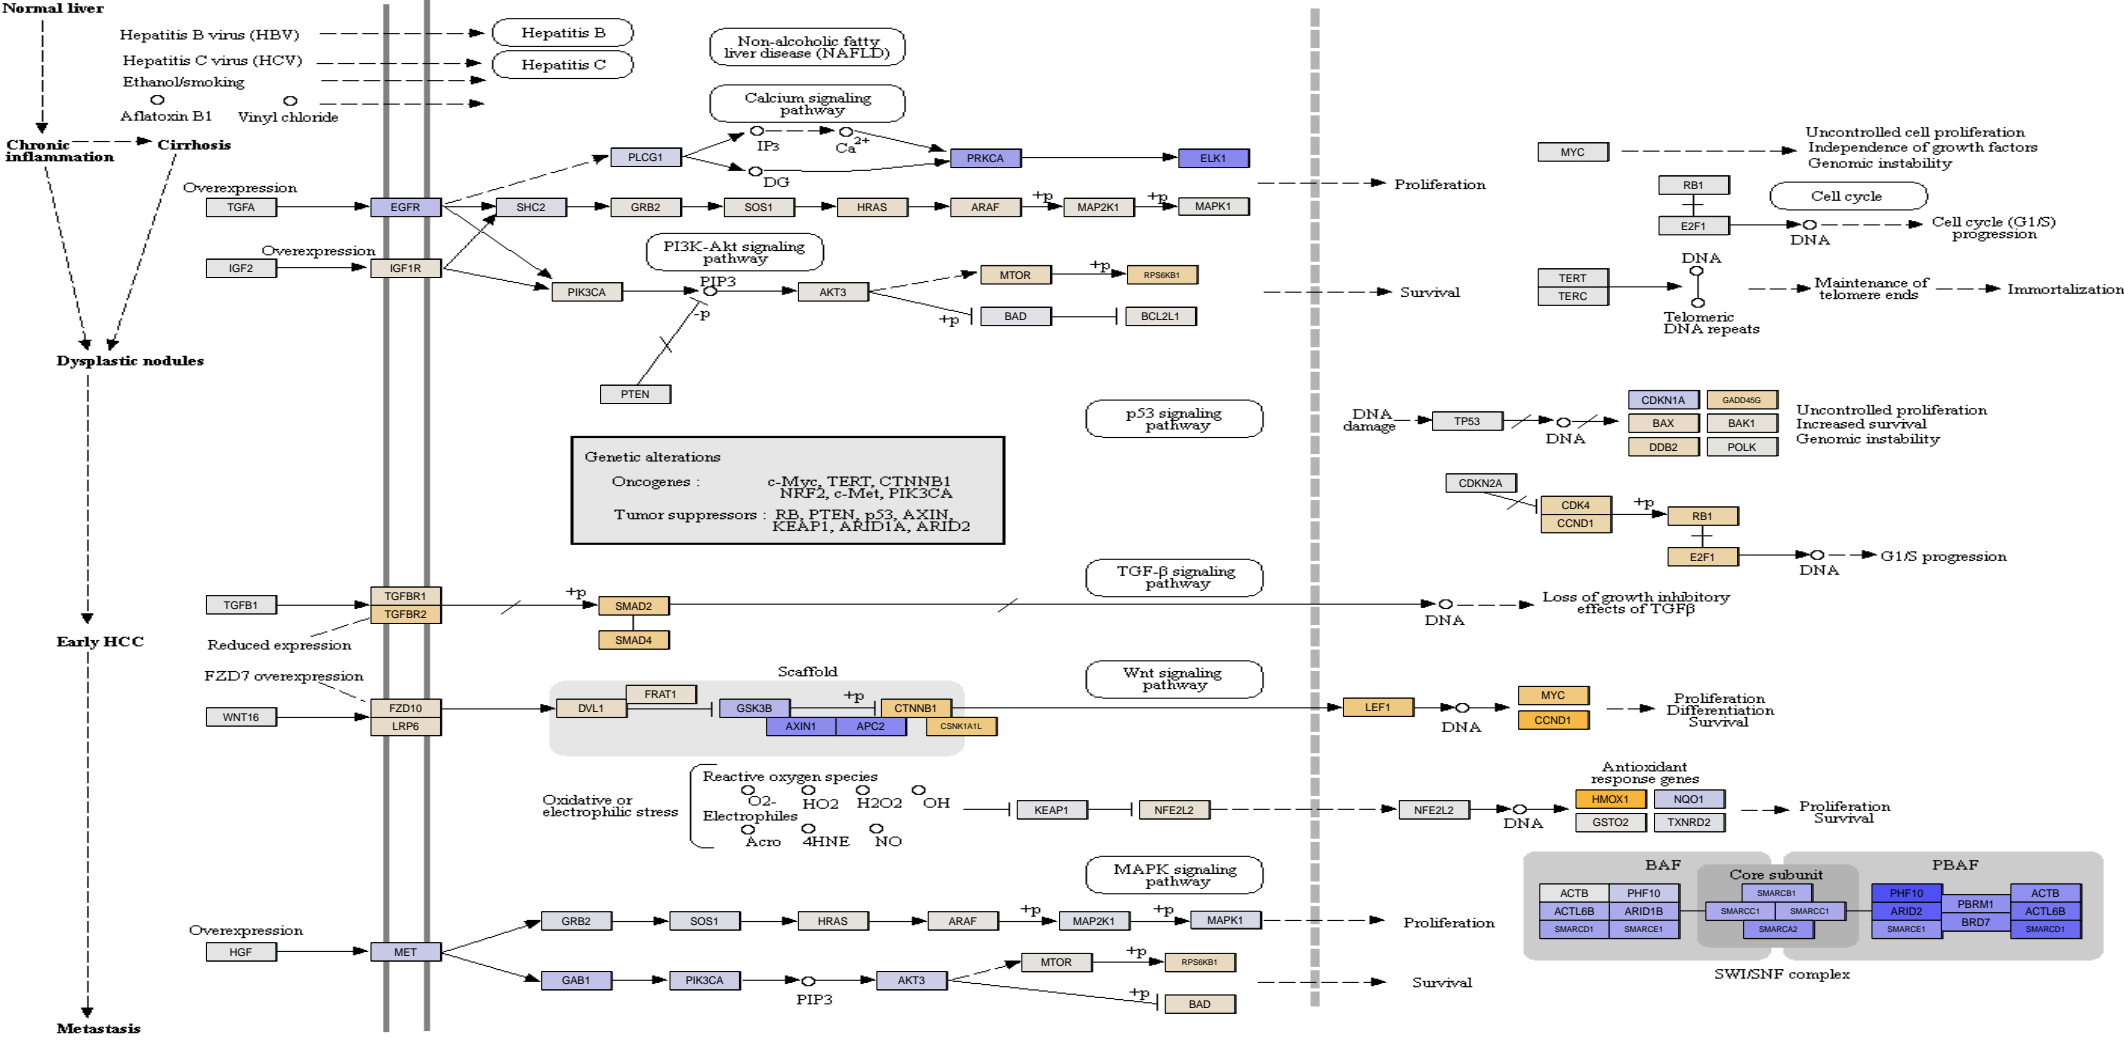 Normal liver
Hepatitis B virus (HBV)
Hepatitis B
Hepatitis C virus (HCV)
Hepatitis C
Ethanol/smoking
Aflatoxin B1
Vinyl chloride
Non-alcoholic fatty
liver disease (NAFLD)
Calcium signaling
pathway
Chronic
inflammation
Cirrhosis
PLCG1
IP3
Ca2+
DG
PRKCA
ELK1
Overexpression
TGFA
EGFR
SHC2
GRB2
SOS1
HRAS
ARAF
+p
MAP2K1
+p
MAPK1
Proliferation
MYC
Uncontrolled cell proliferation
Independence of growth factors
Genomic instability
RB1
Cell cycle
E2F1
DNA
Cell cycle (G1/S)
progression
Overexpression
IGF2
IGF1R
PI3K-Akt signaling
pathway
PIK3CA
PIP3
-p
AKT3
MTOR
+p
RPS6KB1
+p
BAD
BCL2L1
PTEN
Survival
TERT
TERC
DNA
Telomeric
DNA repeats
Maintenance of
telomere ends
Immortalization
Dysplastic nodules
p53 signaling
pathway
DNA
damage
TP53
DNA
CDKN1A
GADD45G
BAX
BAK1
DDB2
POLK
Uncontrolled proliferation
Increased survival
Genomic instability
Genetic alterations
Oncogenes :
c-Myc, TERT, CTNNB1
NRF2, c-Met, PIK3CA
Tumor suppressors :
RB, PTEN, p53, AXIN,
KEAP1, ARID1A, ARID2
CDKN2A
CDK4
CCND1
+p
RB1
E2F1
DNA
G1/S progression
TGF-β signaling
pathway
TGFB1
TGFBR1
TGFBR2
+p
SMAD2
SMAD4
DNA
Loss of growth inhibitory
effects of TGFβ
Reduced expression
Early HCC
FZD7 overexpression
WNT16
FZD10
LRP6
Scaffold
DVL1
FRAT1
GSK3B
+p
CTNNB1
AXIN1
APC2
CSNK1A1L
Wnt signaling
pathway
LEF1
DNA
MYC
CCND1
Proliferation
Differentiation
Survival
Oxidative or
electrophilic stress
Reactive oxygen species
O2-
HO2
H2O2
OH
Electrophiles
Acro
4HNE
NO
KEAP1
NFE2L2
NFE2L2
DNA
Antioxidant
response genes
HMOX1
NQO1
GSTO2
TXNRD2
Proliferation
Survival
MAPK signaling
pathway
Overexpression
HGF
MET
GRB2
SOS1
HRAS
ARAF
+p
MAP2K1
+p
MAPK1
Proliferation
GAB1
PIK3CA
PIP3
AKT3
MTOR
+p
RPS6KB1
+p
BAD
Survival
BAF
PBAF
Core subunit
ACTB
PHF10
ACTL6B
ARID1B
SMARCD1
SMARCE1
SMARCB1
SMARCC1
SMARCC1
SMARCA2
PHF10
ARID2
SMARCE1
PBRM1
BRD7
ACTB
ACTL6B
SMARCD1
SWI/SNF complex
Metastasis